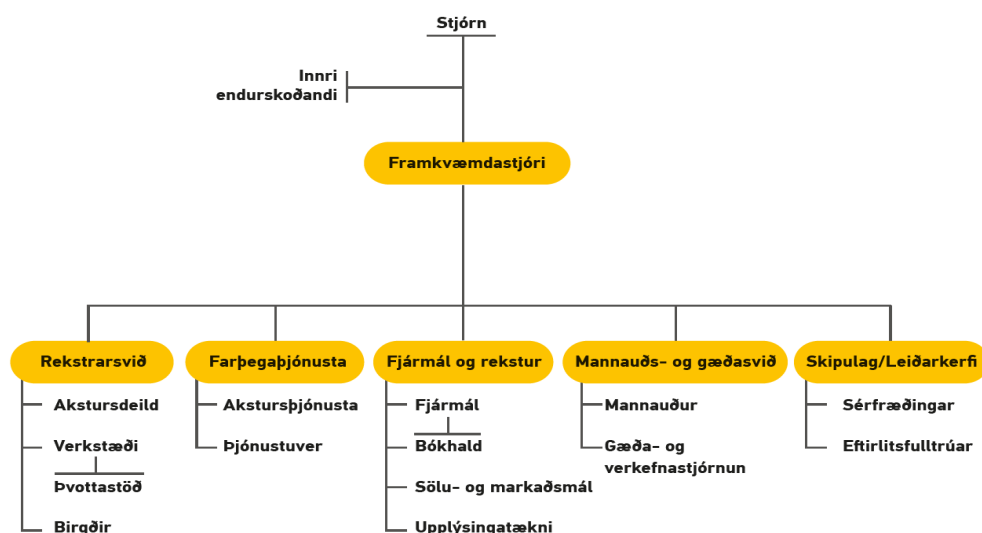 Stjórn
Innri
endurskoðandi
Framkvæmdastjóri
Rekstrarsvið
Akstursdeild
Verkstæði
Þvottastöð
Birgðir
Farþegaþjónusta
Akstursþjónusta
Þjónustuver
Fjármál og rekstur
Fjármál
Bókhald
Sölu- og markaðsmál
Upplýsingatækni
Mannauðs- og gæðasvið
Mannauður
Gæða- og
verkefnastjórnun
Skipulag/Leiðarkerfi
Sérfræðingar
Eftirlitsfulltrúar